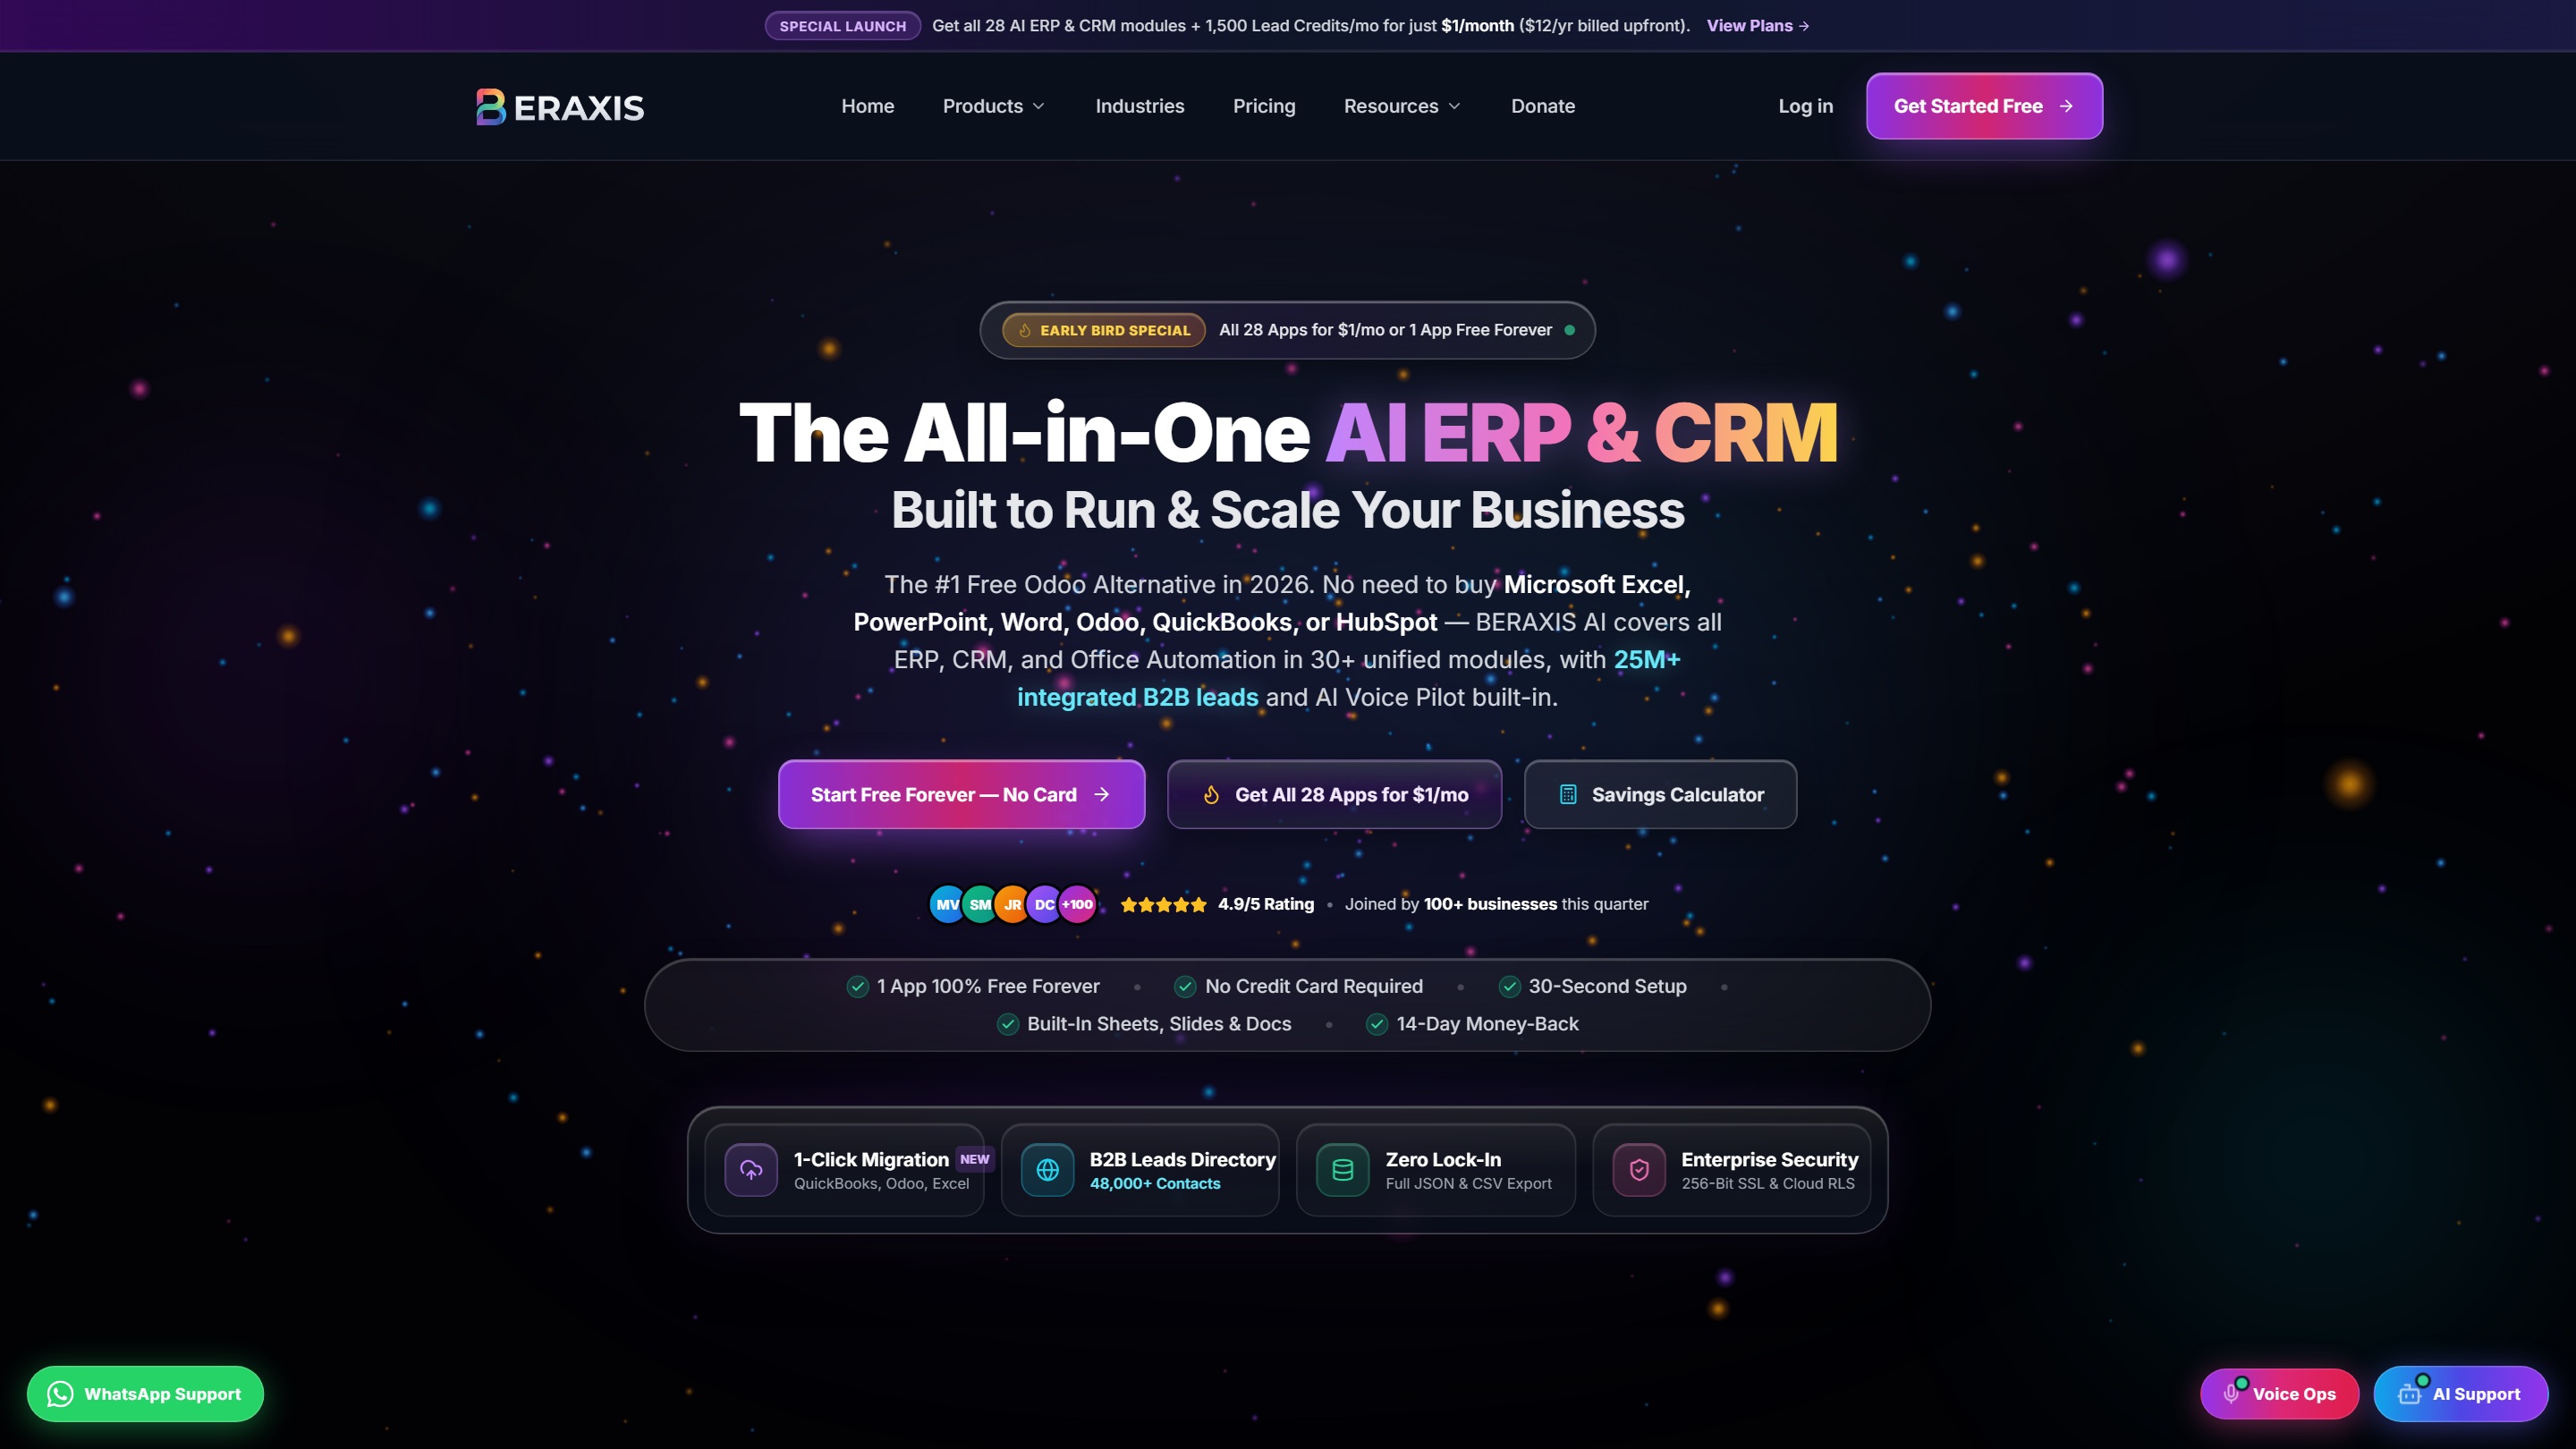 SPECIAL LAUNCH Get all 28 AI ERP & CRM modules + 1,500 Lead Credits/mo for just $1/month ($12/yr billed upfront). View Plans →
BERAXIS
Home Products Industries Pricing Resources Donate
Log in Get Started Free →
EARLY BIRD SPECIAL All 28 Apps for $1/mo or 1 App Free Forever
The All-in-One AI ERP & CRM
Built to Run & Scale Your Business
The #1 Free Odoo Alternative in 2026. No need to buy Microsoft Excel,
PowerPoint, Word, Odoo, QuickBooks, or HubSpot — BERAXIS AI covers all
ERP, CRM, and Office Automation in 30+ unified modules, with 25M+
integrated B2B leads and AI Voice Pilot built-in.
Start Free Forever — No Card → Get All 28 Apps for $1/mo Savings Calculator
MV SM JR DC +100 4.9/5 Rating • Joined by 100+ businesses this quarter
1 App 100% Free Forever • No Credit Card Required • 30-Second Setup •
Built-In Sheets, Slides & Docs • 14-Day Money-Back
1-Click Migration NEW
QuickBooks, Odoo, Excel
B2B Leads Directory
48,000+ Contacts
Zero Lock-In
Full JSON & CSV Export
Enterprise Security
256-Bit SSL & Cloud RLS
WhatsApp Support
Voice Ops
AI Support